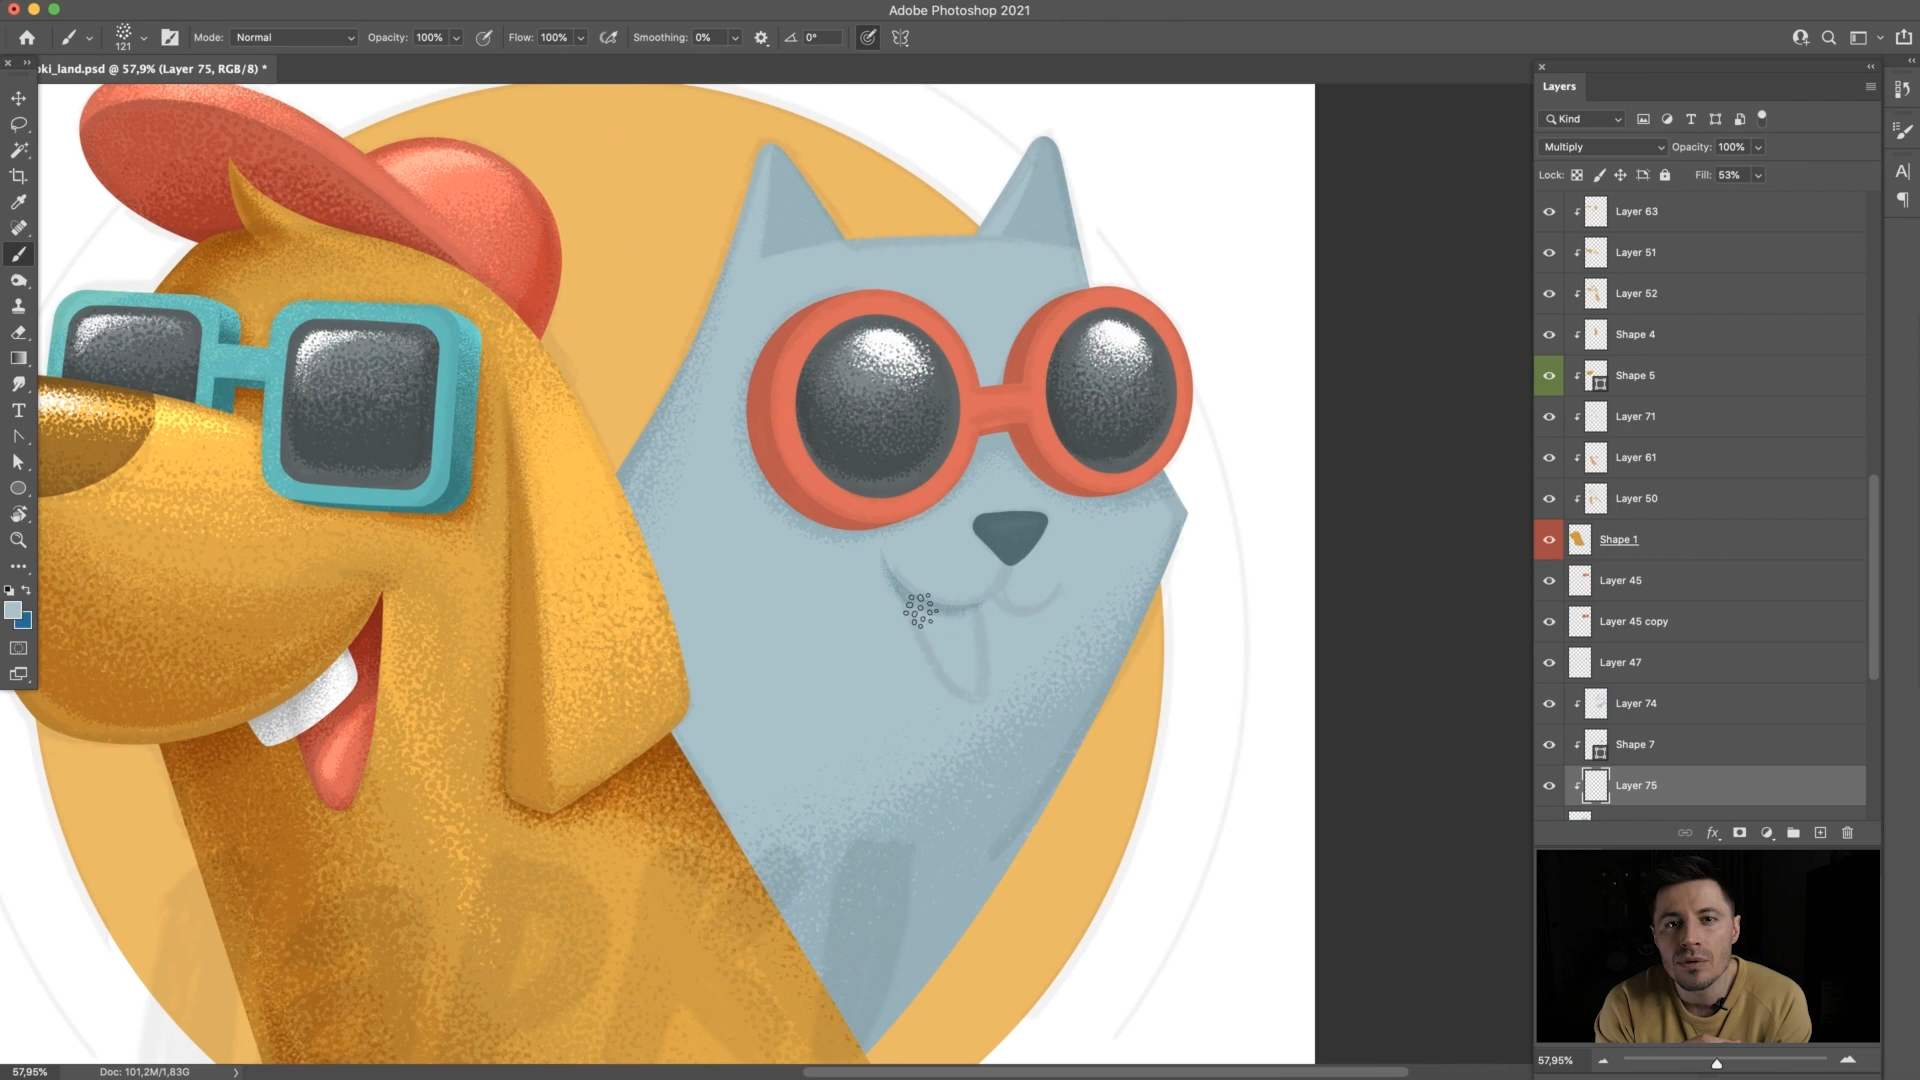 Adobe Photoshop 2021
121
Mode: Normal
Opacity: 100%
Flow: 100%
Smoothing: 0%
0°
oki_land.psd @ 57,9% (Layer 75, RGB/8) *
Layers
Kind
Multiply
Opacity: 100%
Lock:
Fill: 53%
Layer 63
Layer 51
Layer 52
Shape 4
Shape 5
Layer 71
Layer 61
Layer 50
Shape 1
Layer 45
Layer 45 copy
Layer 47
Layer 74
Shape 7
Layer 75
fx
57,95%
57,95%
Doc: 101,2M/1,83G